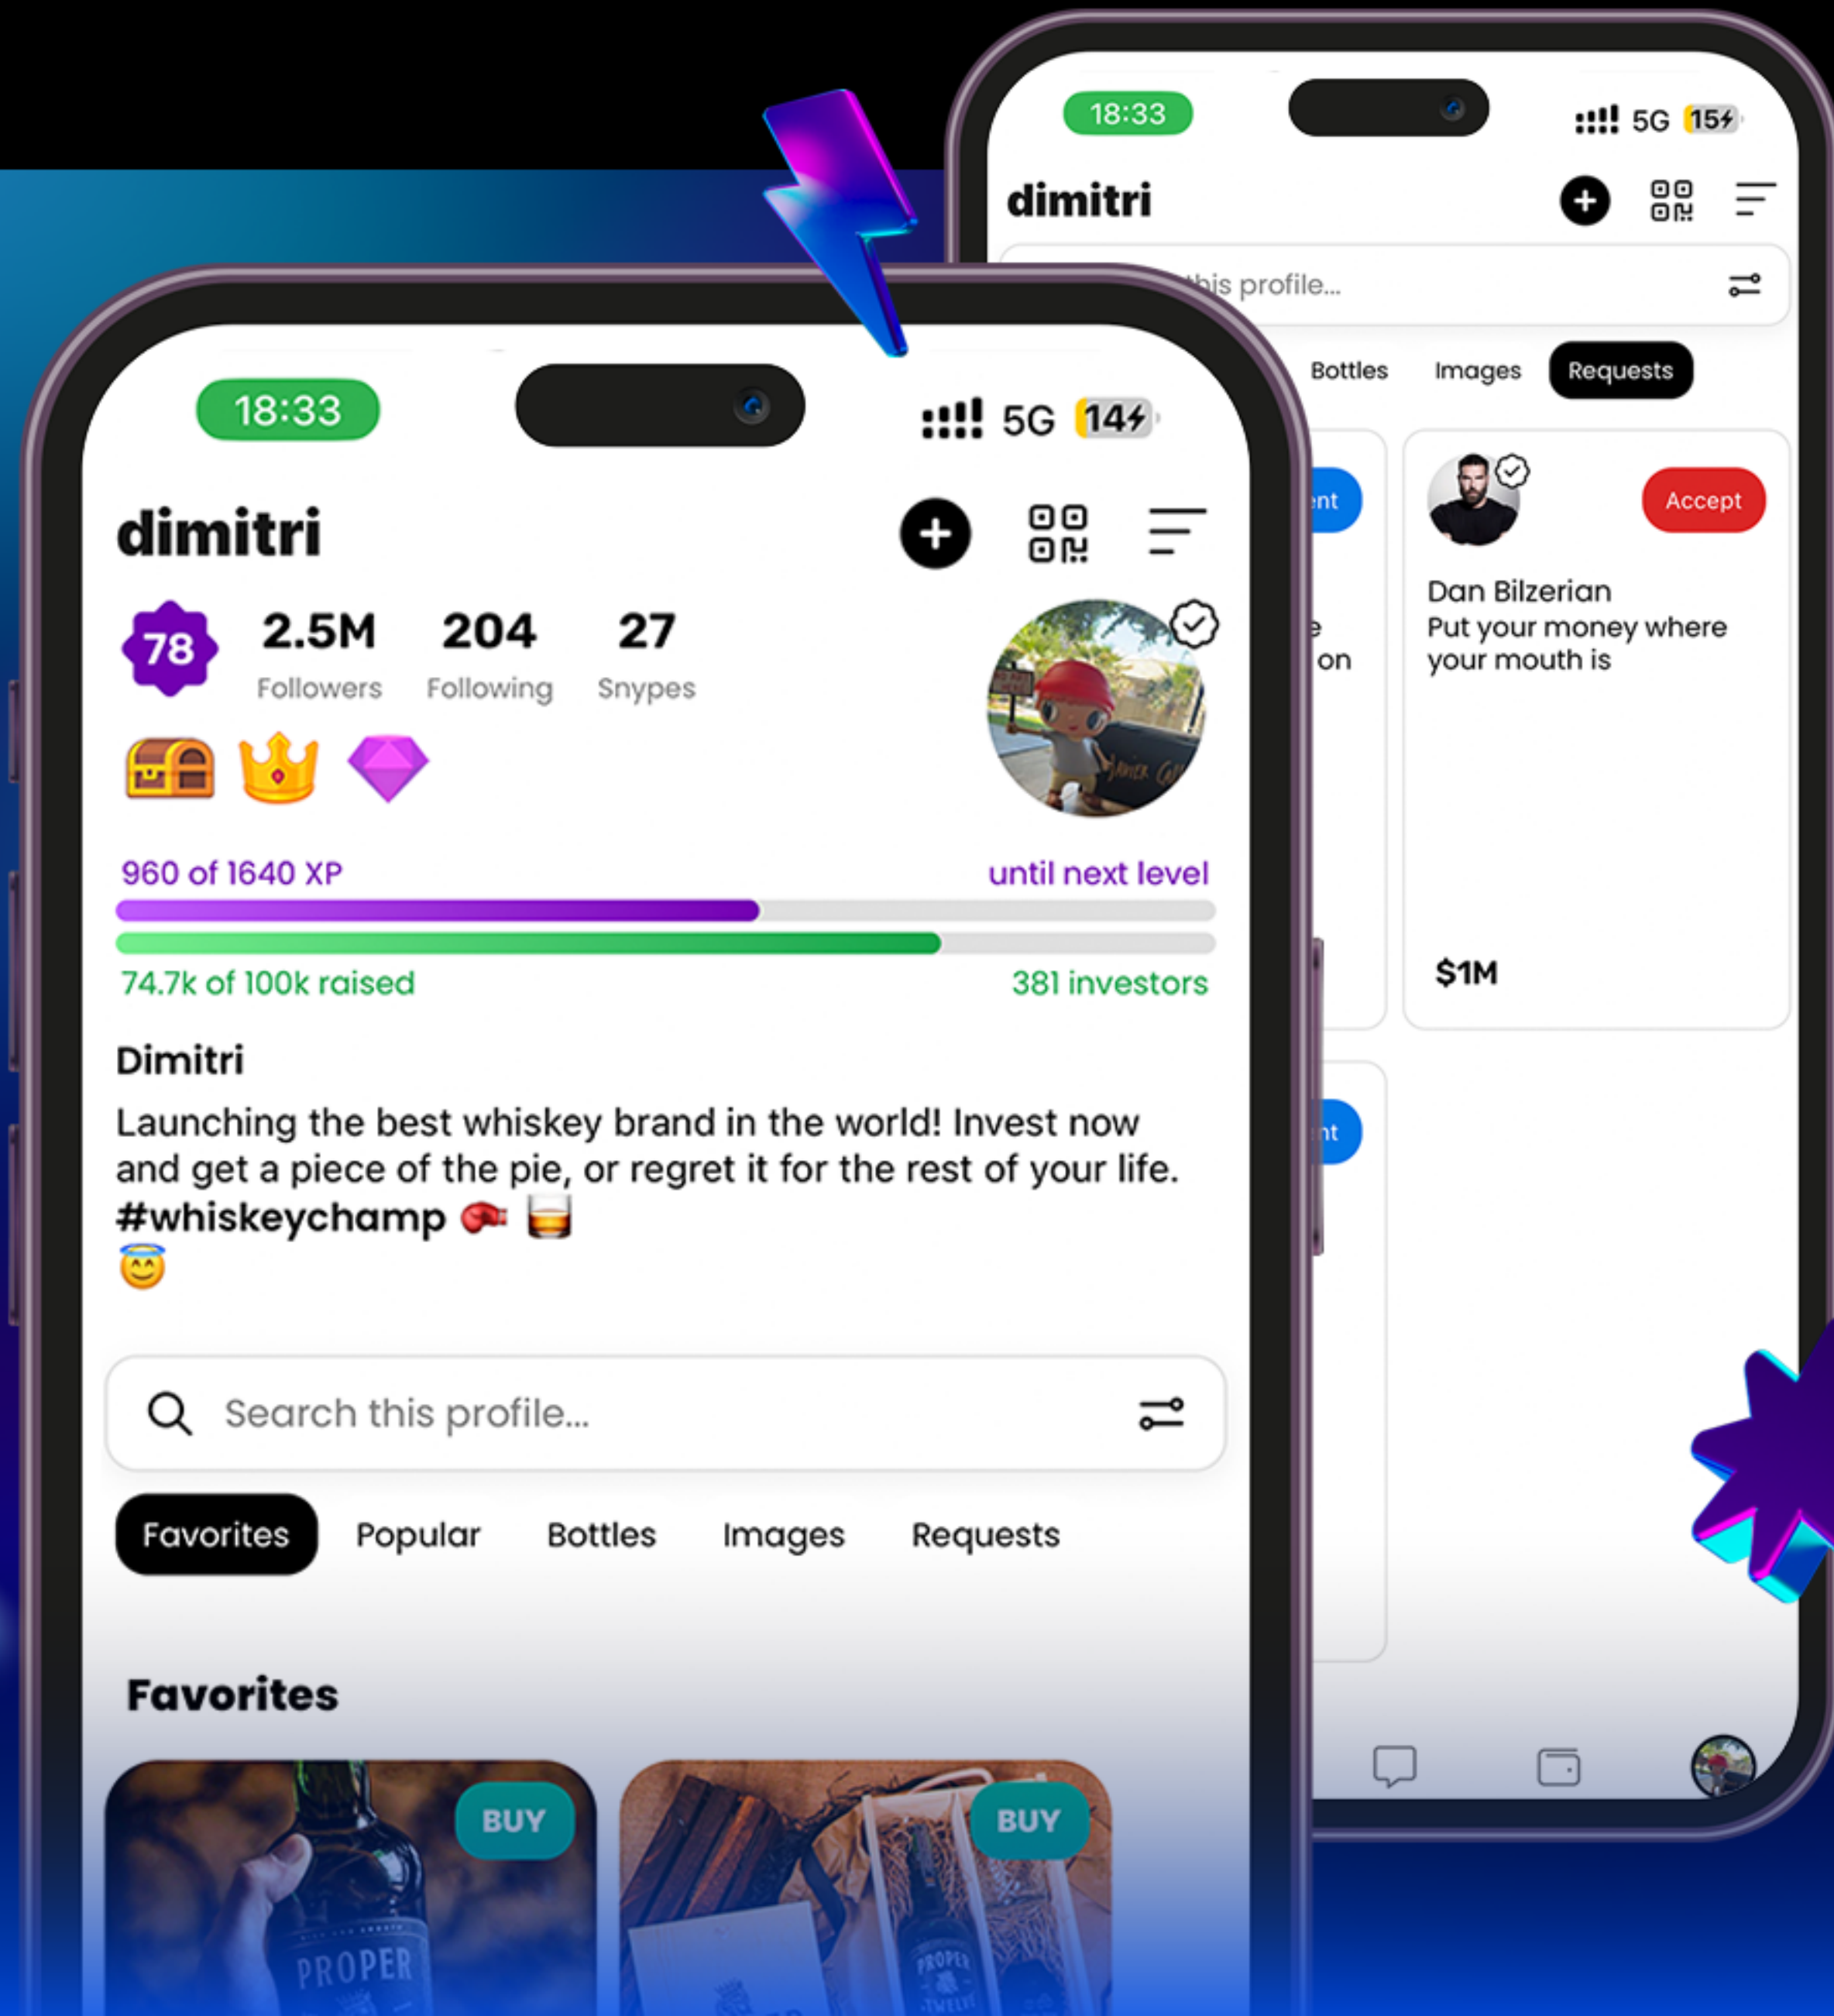 18:33
5G 15
dimitri
this profile...
Bottles Images Requests
Accept
Dan Bilzerian
Put your money where
on
your mouth is
$1M
18:33
5G 14
dimitri
78
2.5M 204 27
Followers Following Snypes
960 of 1640 XP until next level
74.7k of 100k raised 381 investors
Dimitri
Launching the best whiskey brand in the world! Invest now
and get a piece of the pie, or regret it for the rest of your life.
#whiskeychamp 🥊 🥃
😇
Search this profile...
Favorites Popular Bottles Images Requests
Favorites
BUY BUY
PROPER
PROPER
TWELVE